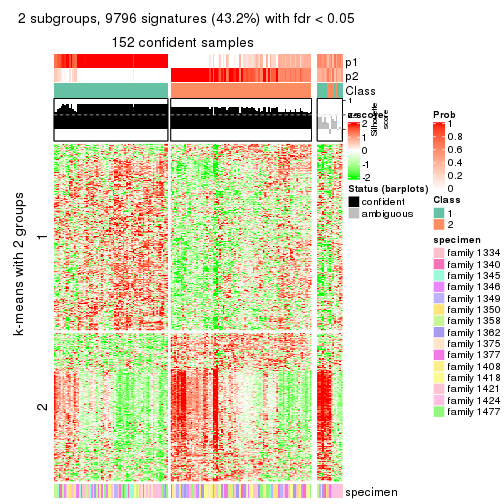 2 subgroups, 9796 signatures (43.2%) with fdr < 0.05
152 confident samples
p1
p2
Class
1
Silhouette
score
z-score
2
1
0
-1
-2
Status (barplots)
confident
ambiguous
Prob
1
0.8
0.6
0.4
0.2
0
Class
1
2
specimen
family 1334
family 1340
family 1345
family 1346
family 1349
family 1350
family 1358
family 1362
family 1375
family 1377
family 1408
family 1418
family 1421
family 1424
family 1477
k-means with 2 groups
1
2
specimen